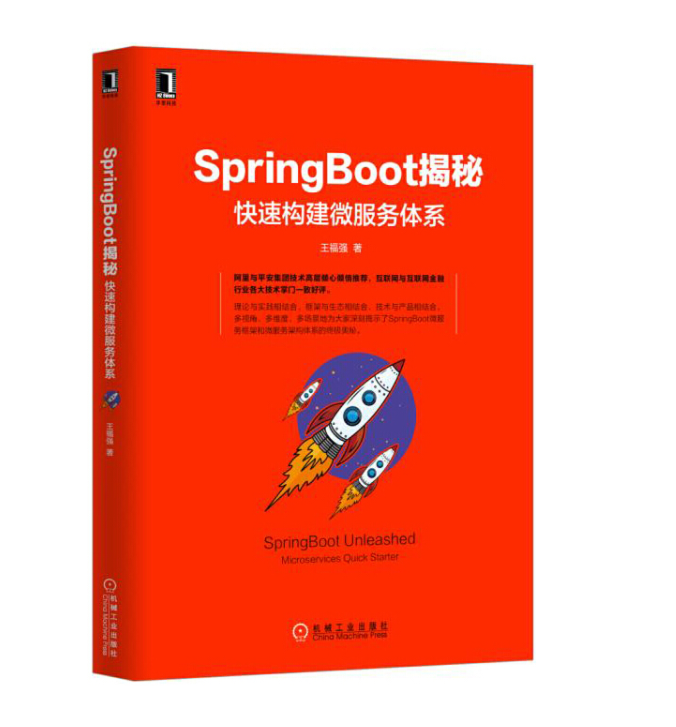 SpringBoot揭秘
快速构建微服务体系
王福强 著
阿里与平安集团技术高层倾心倾情推荐,互联网与互联网金融
行业各大技术掌门一致好评。
理论与实践相结合,框架与生态相结合,技术与产品相结合,
多视角、多维度、多场景地为大家深刻揭示了SpringBoot微服
务框架和微服务架构体系的终极奥秘。
SpringBoot Unleashed
Microservices Quick Starter
机械工业出版社
China Machine Press
SpringBoot揭秘
快速构建微服务体系
王福强 著
机械工业出版社
China Machine Press